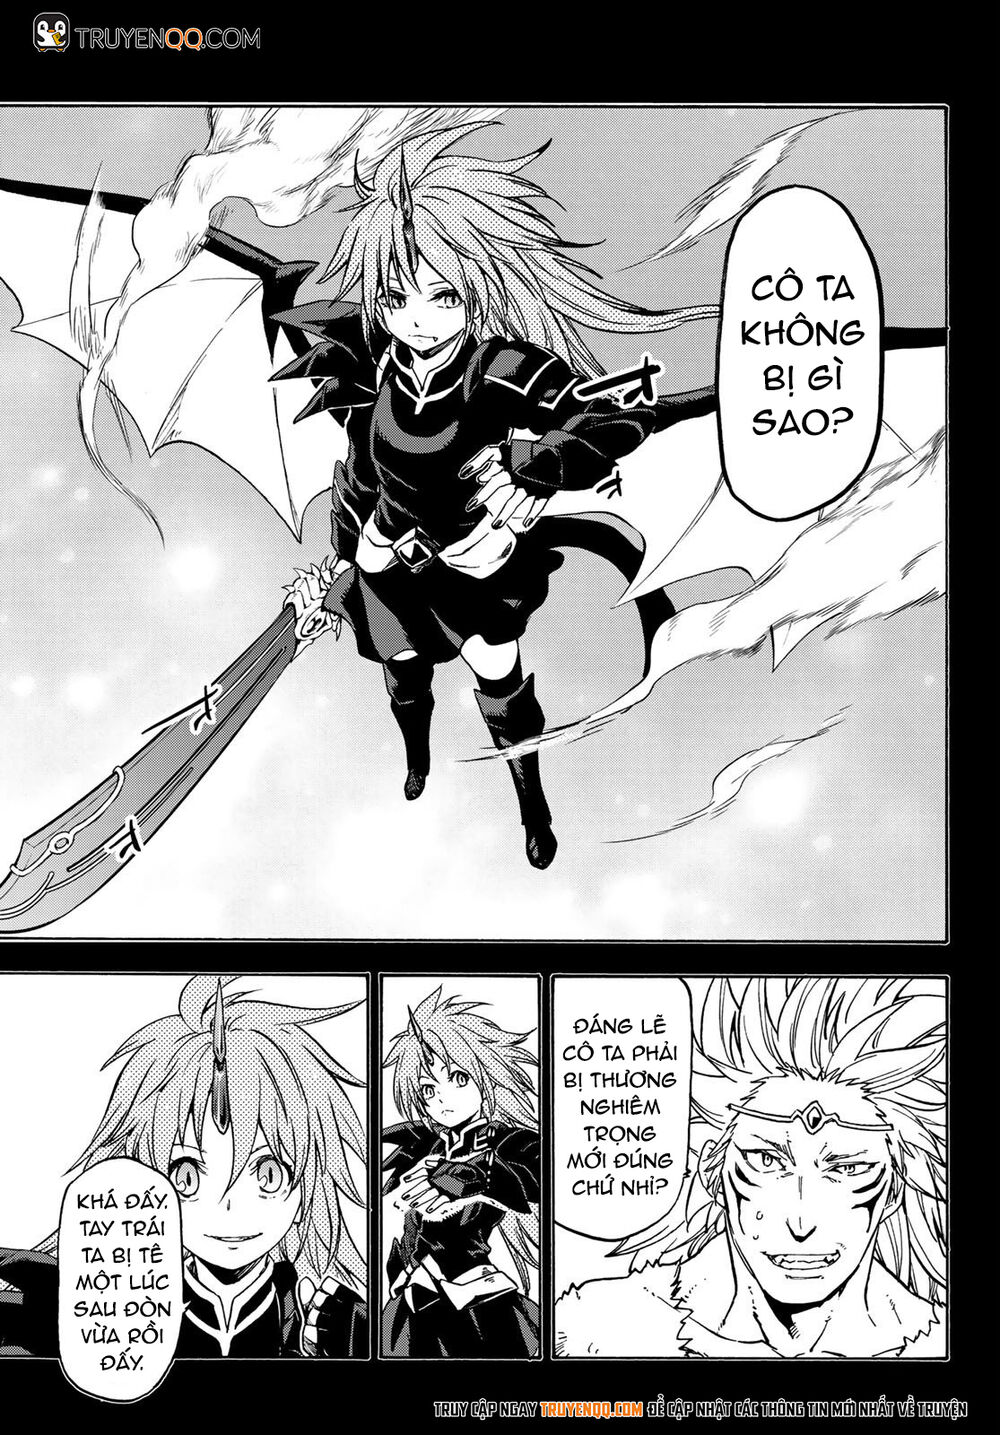 TRUYENQQ.COM
CÔ TA
KHÔNG
BỊ GÌ
SAO?
ĐÁNG LẼ
CÔ TA PHẢI
BỊ THƯƠNG
NGHIÊM
TRỌNG
MỚI ĐÚNG
CHỨ NHỈ?
KHÁ ĐẤY.
TAY TRÁI
TA BỊ TÊ
MỘT LÚC
SAU ĐÒN
VỪA RỒI
ĐẤY.
TRUY CẬP NGAY TRUYENQQ.COM ĐỂ CẬP NHẬT CÁC THÔNG TIN MỚI NHẤT VỀ TRUYỆN